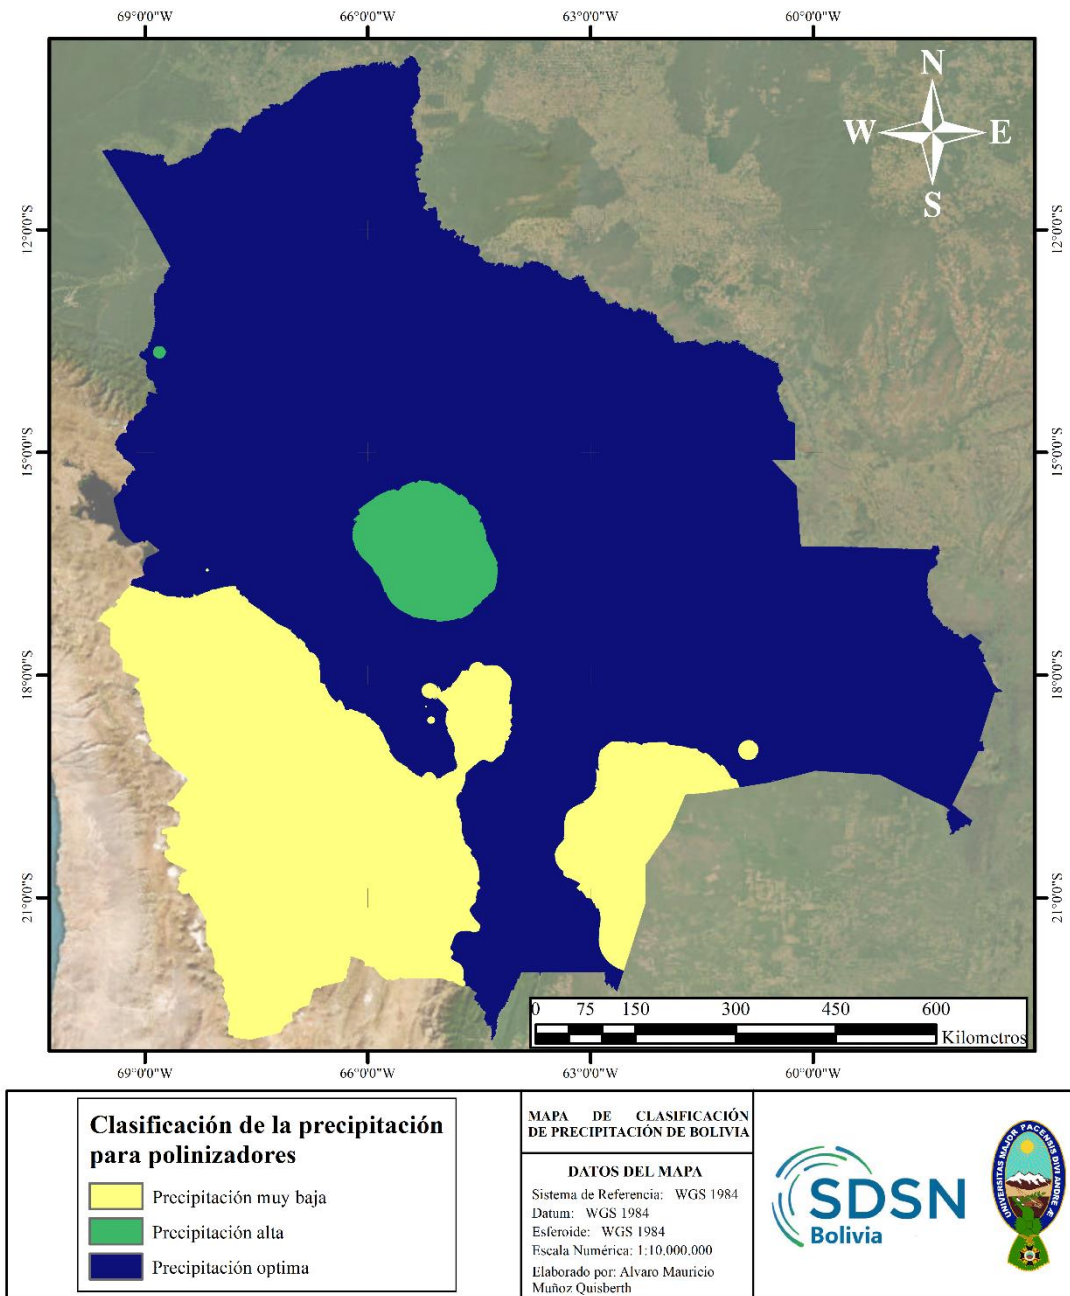 69°0'0"W 66°0'0"W 63°0'0"W 60°0'0"W
N
W E
S
12°0'0"S 12°0'0"S
15°0'0"S 15°0'0"S
18°0'0"S 18°0'0"S
21°0'0"S 21°0'0"S
0 75 150 300 450 600
Kilometros
69°0'0"W 66°0'0"W 63°0'0"W 60°0'0"W
Clasificación de la precipitación
para polinizadores
Precipitación muy baja
Precipitación alta
Precipitación optima
MAPA DE CLASIFICACIÓN
DE PRECIPITACIÓN DE BOLIVIA
DATOS DEL MAPA
Sistema de Referencia: WGS 1984
Datum: WGS 1984
Esferoide: WGS 1984
Escala Numérica: 1:10.000.000
Elaborado por: Alvaro Mauricio
Muñoz Quisberth
SDSN
Bolivia
UNIVERSITAS MAJOR PACENSIS DIVI ANDRE Æ